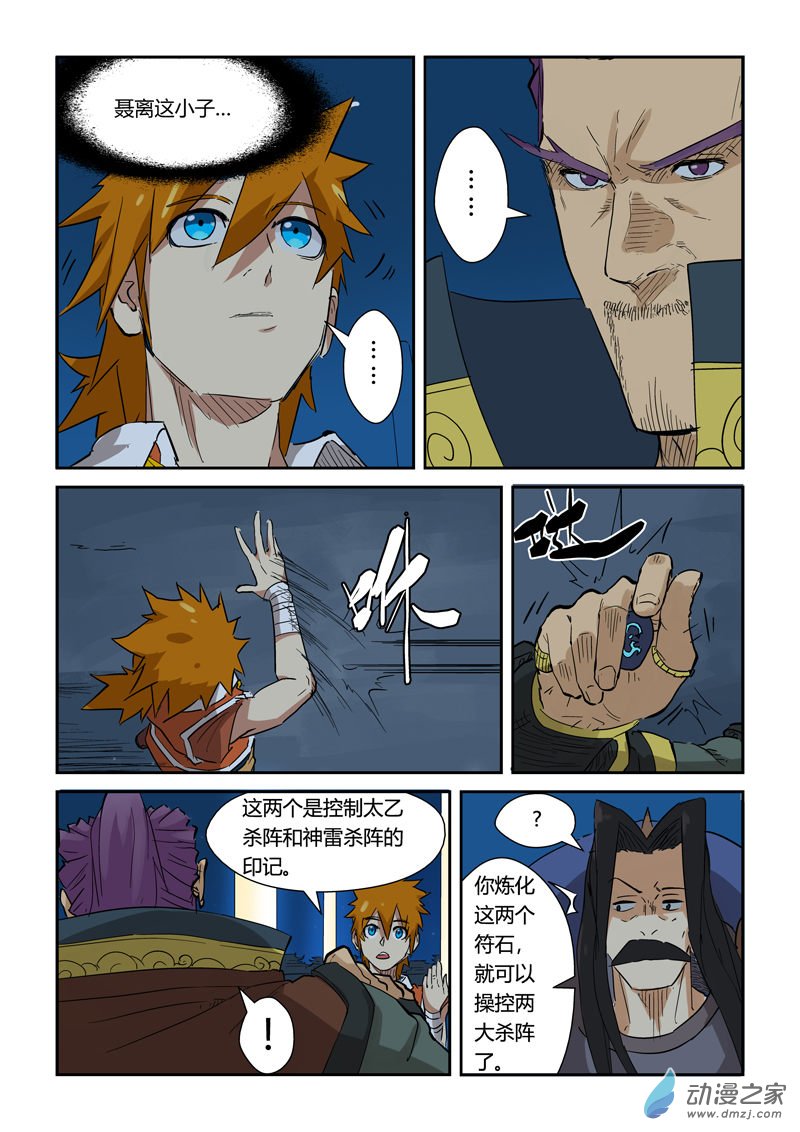 聂离这小子…
……
……
这两个是控制太乙
杀阵和神雷杀阵的
印记。
！
？
你炼化
这两个
符石，
就可以
操控两
大杀阵
了。
动漫之家
www.dmzj.com